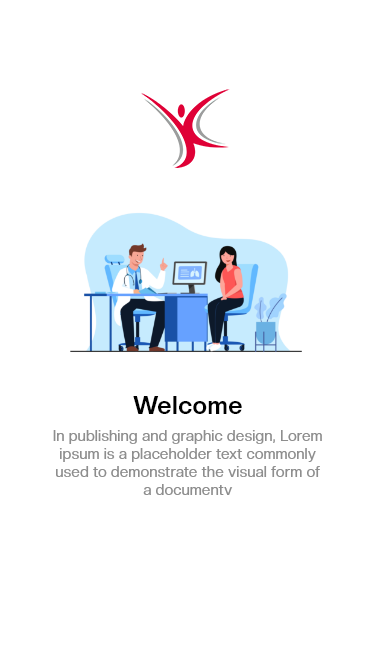 Welcome
In publishing and graphic design, Lorem
ipsum is a placeholder text commonly
used to demonstrate the visual form of
a documentv